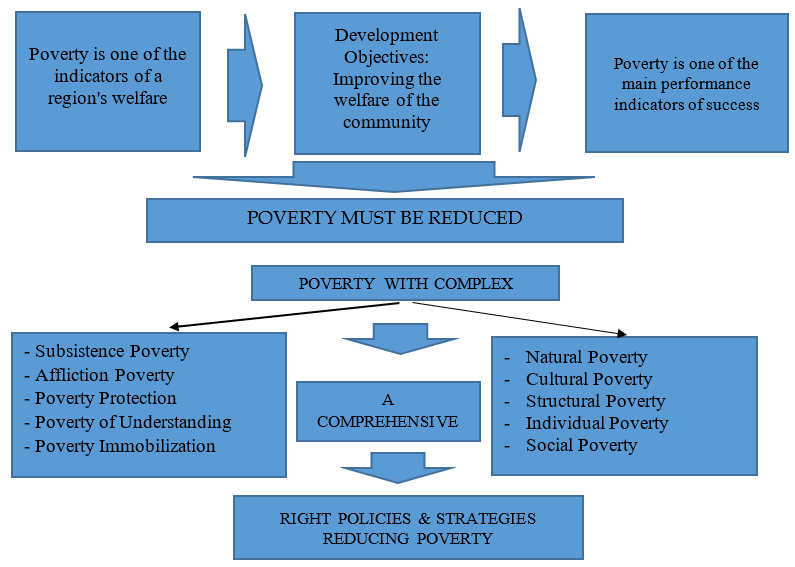 Poverty is one of the
indicators of a
region's welfare
Development
Objectives:
Improving the
welfare of the
community
Poverty is one of the
main performance
indicators of success
POVERTY MUST BE REDUCED
POVERTY WITH COMPLEX
- Subsistence Poverty
- Affliction Poverty
- Poverty Protection
- Poverty of Understanding
- Poverty Immobilization
A
COMPREHENSIVE
- Natural Poverty
- Cultural Poverty
- Structural Poverty
- Individual Poverty
- Social Poverty
RIGHT POLICIES & STRATEGIES
REDUCING POVERTY